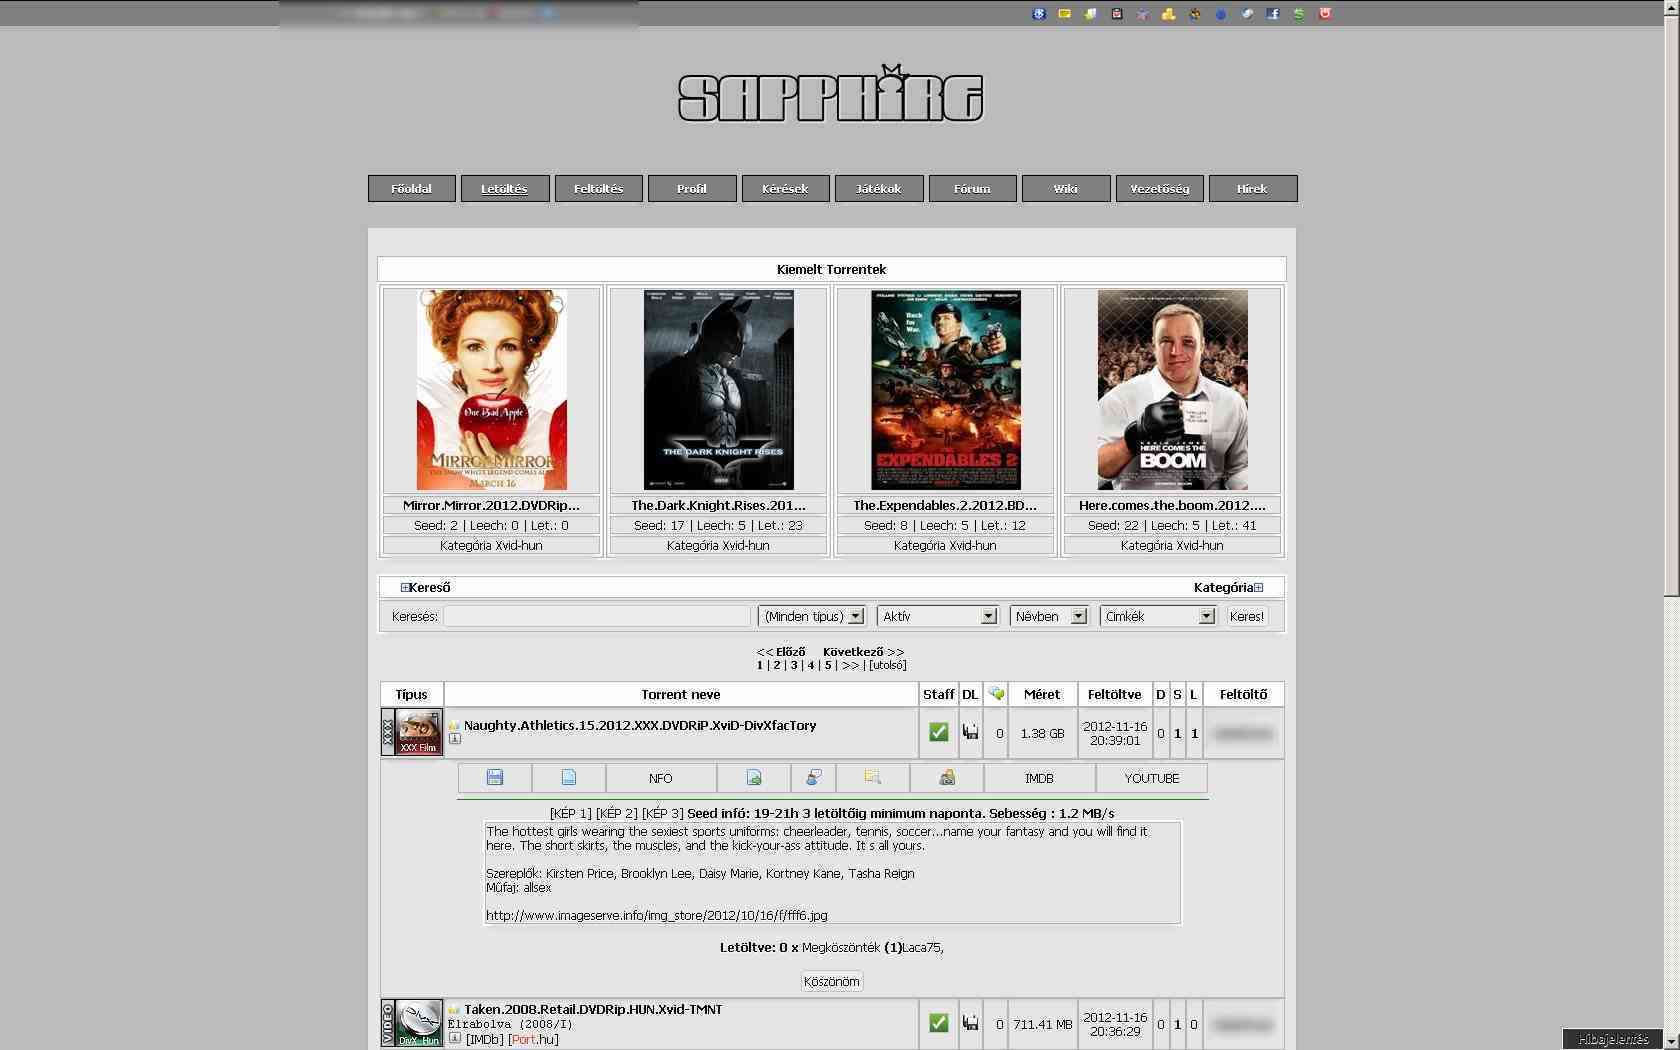 SAPPHIRE
Főoldal
Letöltés
Feltöltés
Profil
Kérések
Játékok
Fórum
Wiki
Vezetőség
Hírek
Kiemelt Torrentek
One Bad Apple
MIRROR MIRROR
MARCH 16
THE DARK KNIGHT RISES
Back for War.
EXPENDABLES 2
KEVIN JAMES
HERE COMES THE
BOOM
Mirror.Mirror.2012.DVDRip...
The.Dark.Knight.Rises.201...
The.Expendables.2.2012.BD...
Here.comes.the.boom.2012....
Seed: 2 | Leech: 0 | Let.: 0
Seed: 17 | Leech: 5 | Let.: 23
Seed: 8 | Leech: 5 | Let.: 12
Seed: 22 | Leech: 5 | Let.: 41
Kategória Xvid-hun
Kategória Xvid-hun
Kategória Xvid-hun
Kategória Xvid-hun
Kereső
Kategória
Keresés: (Minden típus) Aktív Névben Cimkék Keres!
<< Előző Következő >>
1 | 2 | 3 | 4 | 5 | >> | [utolsó]
Típus Torrent neve Staff DL Méret Feltöltve D S L Feltöltő
XXX
XXX Film
Naughty.Athletics.15.2012.XXX.DVDRiP.XviD-DivXfacTory
0 1.38 GB 2012-11-16 20:39:01 0 1 1
NFO IMDB YOUTUBE
[KÉP 1] [KÉP 2] [KÉP 3] Seed infó: 19-21h 3 letöltőig minimum naponta. Sebesség : 1.2 MB/s
The hottest girls wearing the sexiest sports uniforms: cheerleader, tennis, soccer...name your fantasy and you will find it
here. The short skirts, the muscles, and the kick-your-ass attitude. It s all yours.
Szereplők: Kirsten Price, Brooklyn Lee, Daisy Marie, Kortney Kane, Tasha Reign
Műfaj: allsex
http://www.imageserve.info/img_store/2012/10/16/f/fff6.jpg
Letöltve: 0 x Megköszönték (1)Laca75,
Köszönöm
VIDEO
DivX Hun
Taken.2008.Retail.DVDRip.HUN.Xvid-TMNT
Elrabolva (2008/I)
[IMDb] [Port.hu]
0 711.41 MB 2012-11-16 20:36:29 0 1 0
Hibajelentés